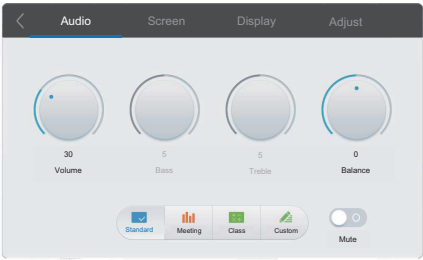 Audio Screen Display Adjust
30 5 5 0
Volume Bass Treble Balance
Standard Meeting Class Custom
Mute